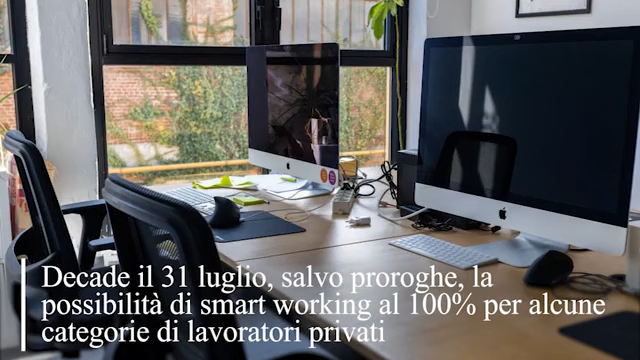 Decade il 31 luglio, salvo proroghe, la
possibilità di smart working al 100% per alcune
categorie di lavoratori privati